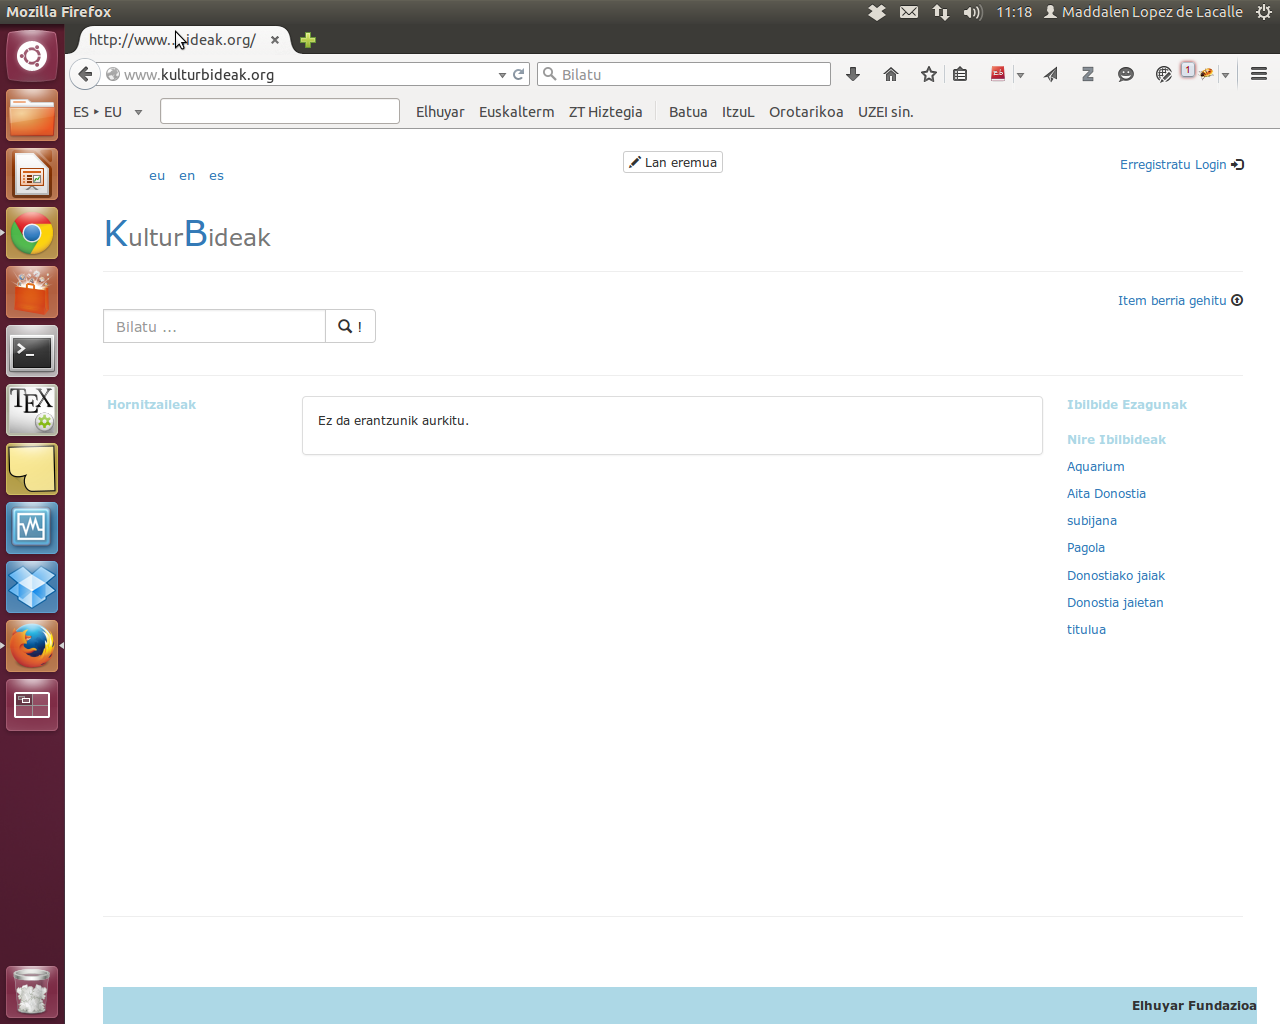 Mozilla Firefox
11:18 Maddalen Lopez de Lacalle
http://www...ideak.org/
www.kulturbideak.org
Bilatu
1
ES ▸ EU
Elhuyar Euskalterm ZT Hiztegia Batua ItzuL Orotarikoa UZEI sin.
Lan eremua
Erregistratu Login
eu en es
KulturBideak
Item berria gehitu
Bilatu ...
!
Hornitzaileak
Ez da erantzunik aurkitu.
Ibilbide Ezagunak
Nire Ibilbideak
Aquarium
Aita Donostia
subijana
Pagola
Donostiako jaiak
Donostia jaietan
titulua
TEX
Elhuyar Fundazioa